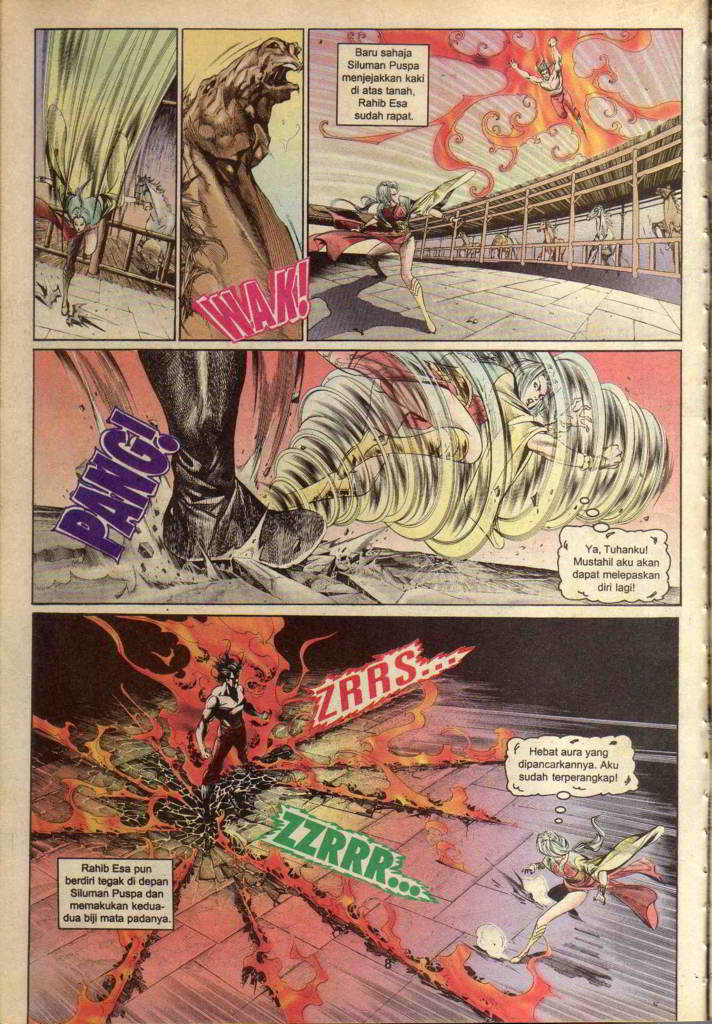 Baru sahaja
Siluman Puspa
menjejakkan kaki
di atas tanah,
Rahib Esa
sudah rapat.
WAK!
PANG!
Ya, Tuhanku!
Mustahil aku akan
dapat melepaskan
diri lagi!
ZRRS...
Hebat aura yang
dipancarkannya. Aku
sudah terperangkap!
ZZRRR...
Rahib Esa pun
berdiri tegak di depan
Siluman Puspa dan
memakukan kedua-
dua biji mata padanya.
8